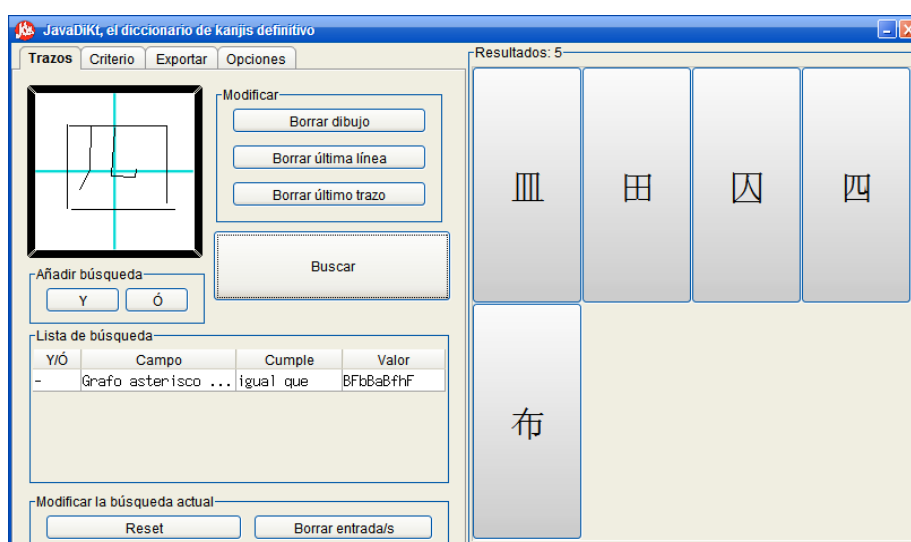 JavaDiKt, el diccionario de kanjis definitivo
Trazos Criterio Exportar Opciones
Modificar
Borrar dibujo
Borrar última línea
Borrar último trazo
Buscar
Añadir búsqueda
Y Ó
Lista de búsqueda
Y/Ó Campo Cumple Valor
- Grafo asterisco ... igual que BFbBaBfhF
Modificar la búsqueda actual
Reset Borrar entrada/s
Resultados: 5
皿 田 囚 四
布